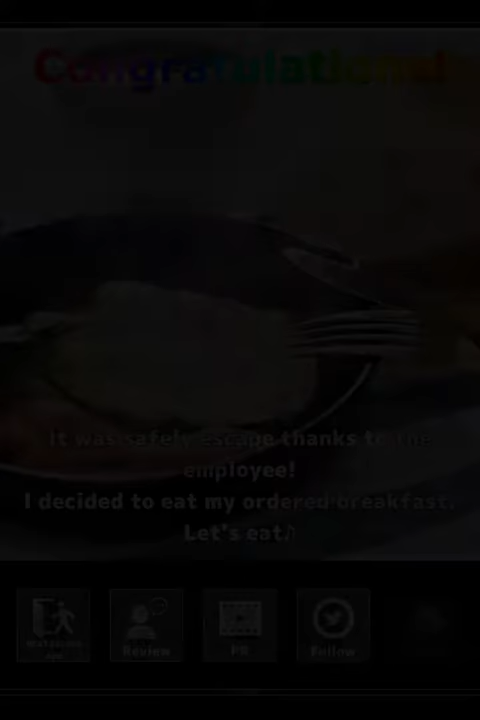 Congratulations!
It was safely escape thanks to the
employee!
I decided to eat my ordered breakfast.
Let's eat♪
Review
PR
Follow